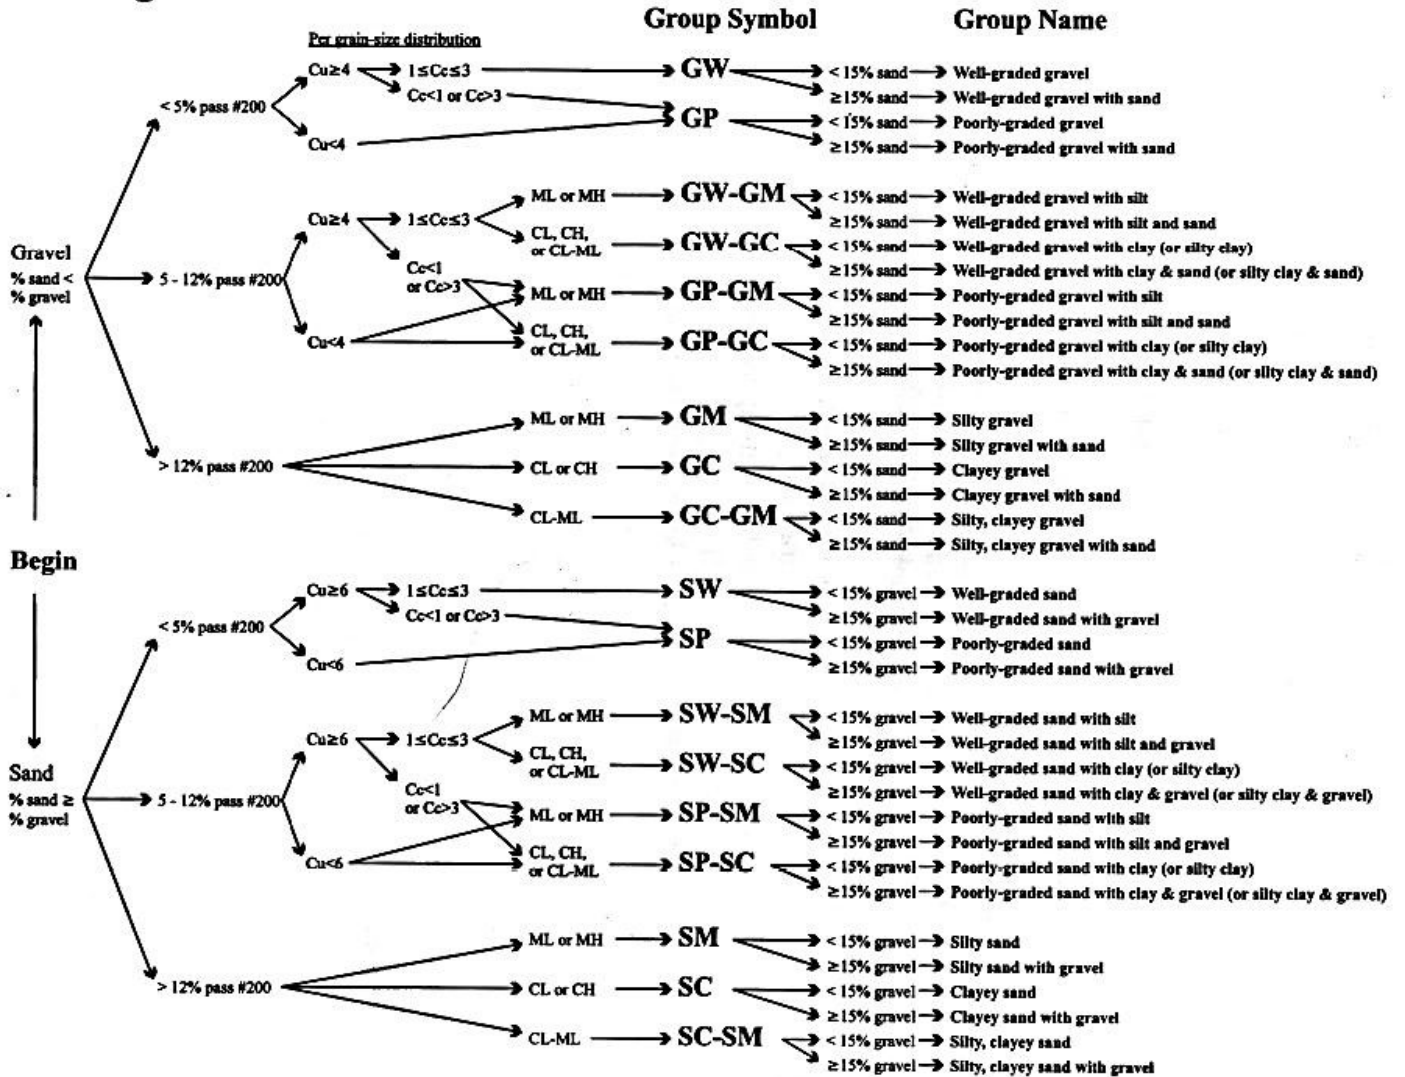 Group Symbol Group Name
Per grain-size distribution
Cu≥4 1≤Cc≤3 GW < 15% sand Well-graded gravel
Cc<1 or Cc>3 ≥15% sand Well-graded gravel with sand
< 5% pass #200
GP < 15% sand Poorly-graded gravel
Cu<4 ≥15% sand Poorly-graded gravel with sand
ML or MH GW-GM < 15% sand Well-graded gravel with silt
Cu≥4 1≤Cc≤3 ≥15% sand Well-graded gravel with silt and sand
CL, CH,
or CL-ML GW-GC < 15% sand Well-graded gravel with clay (or silty clay)
Gravel
% sand <
% gravel
5 - 12% pass #200
Cc<1
or Cc>3
≥15% sand Well-graded gravel with clay & sand (or silty clay & sand)
ML or MH GP-GM < 15% sand Poorly-graded gravel with silt
≥15% sand Poorly-graded gravel with silt and sand
Cu<4
CL, CH,
or CL-ML GP-GC < 15% sand Poorly-graded gravel with clay (or silty clay)
≥15% sand Poorly-graded gravel with clay & sand (or silty clay & sand)
ML or MH GM < 15% sand Silty gravel
≥15% sand Silty gravel with sand
> 12% pass #200 CL or CH GC < 15% sand Clayey gravel
≥15% sand Clayey gravel with sand
CL-ML GC-GM < 15% sand Silty, clayey gravel
≥15% sand Silty, clayey gravel with sand
Begin
Cu≥6 1≤Cc≤3 SW < 15% gravel Well-graded sand
Cc<1 or Cc>3 ≥15% gravel Well-graded sand with gravel
< 5% pass #200
SP < 15% gravel Poorly-graded sand
Cu<6 ≥15% gravel Poorly-graded sand with gravel
ML or MH SW-SM < 15% gravel Well-graded sand with silt
Cu≥6 1≤Cc≤3 ≥15% gravel Well-graded sand with silt and gravel
CL, CH,
or CL-ML SW-SC < 15% gravel Well-graded sand with clay (or silty clay)
Sand
% sand ≥
% gravel
5 - 12% pass #200
Cc<1
or Cc>3
≥15% gravel Well-graded sand with clay & gravel (or silty clay & gravel)
ML or MH SP-SM < 15% gravel Poorly-graded sand with silt
≥15% gravel Poorly-graded sand with silt and gravel
Cu<6
CL, CH,
or CL-ML SP-SC < 15% gravel Poorly-graded sand with clay (or silty clay)
≥15% gravel Poorly-graded sand with clay & gravel (or silty clay & gravel)
ML or MH SM < 15% gravel Silty sand
≥15% gravel Silty sand with gravel
> 12% pass #200 CL or CH SC < 15% gravel Clayey sand
≥15% gravel Clayey sand with gravel
CL-ML SC-SM < 15% gravel Silty, clayey sand
≥15% gravel Silty, clayey sand with gravel